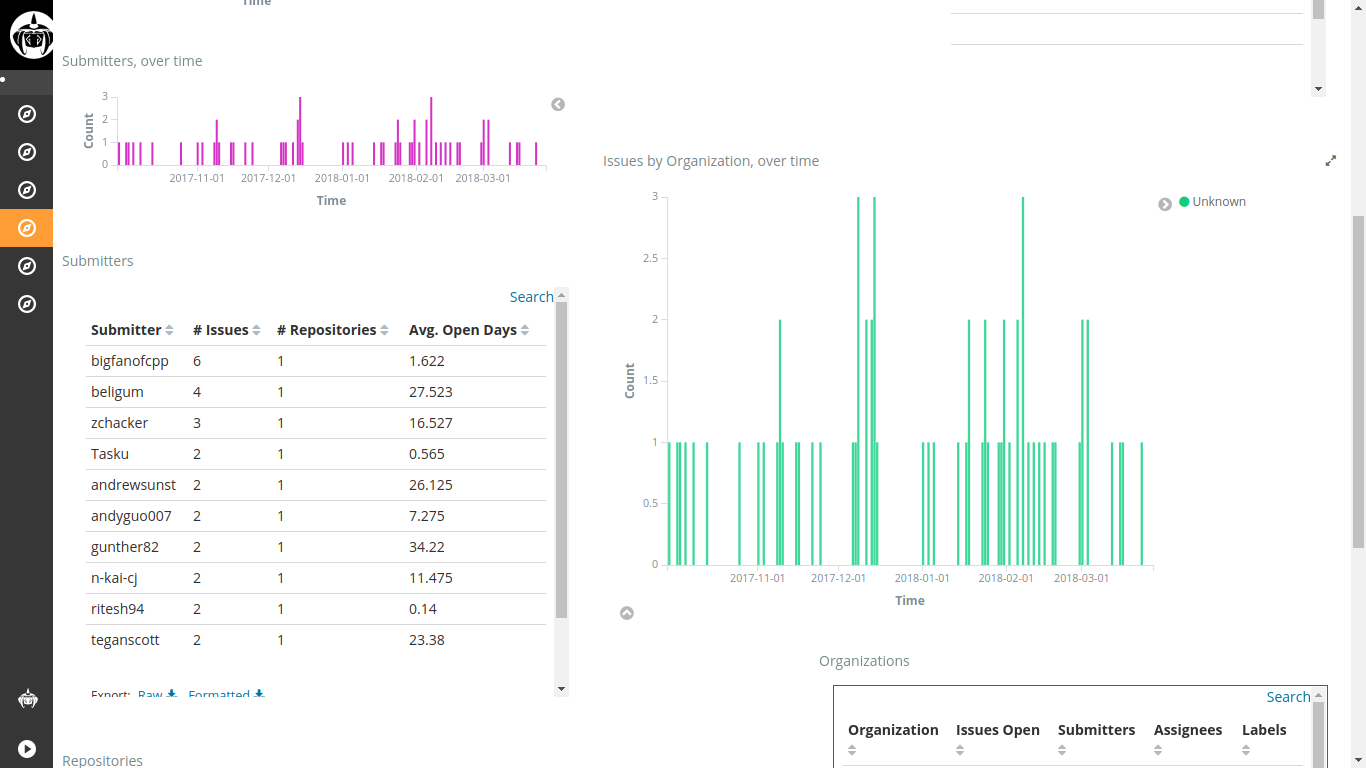 Time
Submitters, over time
3
2
1
0
Count
2017-11-01 2017-12-01 2018-01-01 2018-02-01 2018-03-01
Time
Submitters
Search
Submitter # Issues # Repositories Avg. Open Days
bigfanofcpp 6 1 1.622
beligum 4 1 27.523
zchacker 3 1 16.527
Tasku 2 1 0.565
andrewsunst 2 1 26.125
andyguo007 2 1 7.275
gunther82 2 1 34.22
n-kai-cj 2 1 11.475
ritesh94 2 1 0.14
teganscott 2 1 23.38
Export: Raw Formatted
Repositories
Issues by Organization, over time
3
2.5
2
1.5
1
0.5
0
Count
2017-11-01 2017-12-01 2018-01-01 2018-02-01 2018-03-01
Time
Unknown
Organizations
Search
Organization Issues Open Submitters Assignees Labels